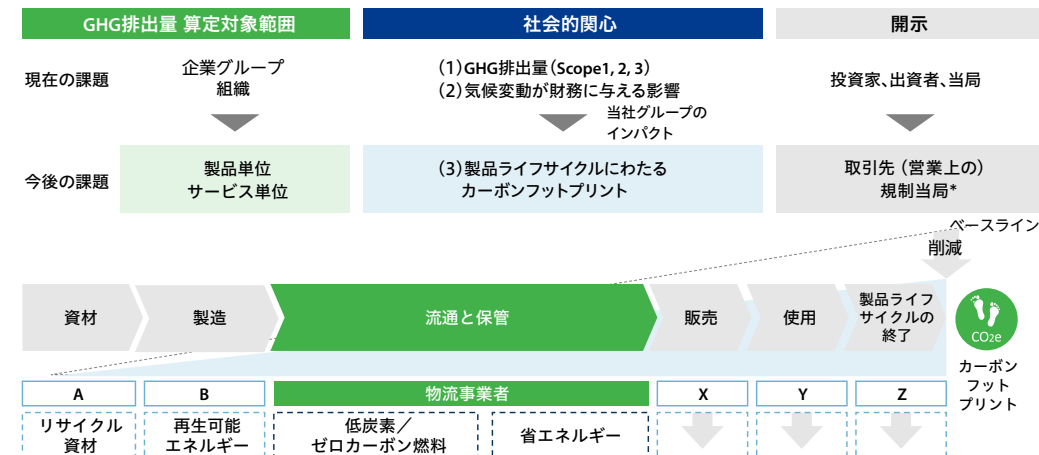 GHG排出量 算定対象範囲
社会的関心
開示
現在の課題
企業グループ
組織
(1)GHG排出量(Scope1, 2, 3)
(2)気候変動が財務に与える影響
当社グループの
インパクト
投資家、出資者、当局
今後の課題
製品単位
サービス単位
(3)製品ライフサイクルにわたる
カーボンフットプリント
取引先（営業上の）
規制当局*
ベースライン
削減
資材
製造
流通と保管
販売
使用
製品ライフ
サイクルの
終了
CO2e
カーボン
フット
プリント
A
B
物流事業者
X
Y
Z
リサイクル
資材
再生可能
エネルギー
低炭素／
ゼロカーボン燃料
省エネルギー